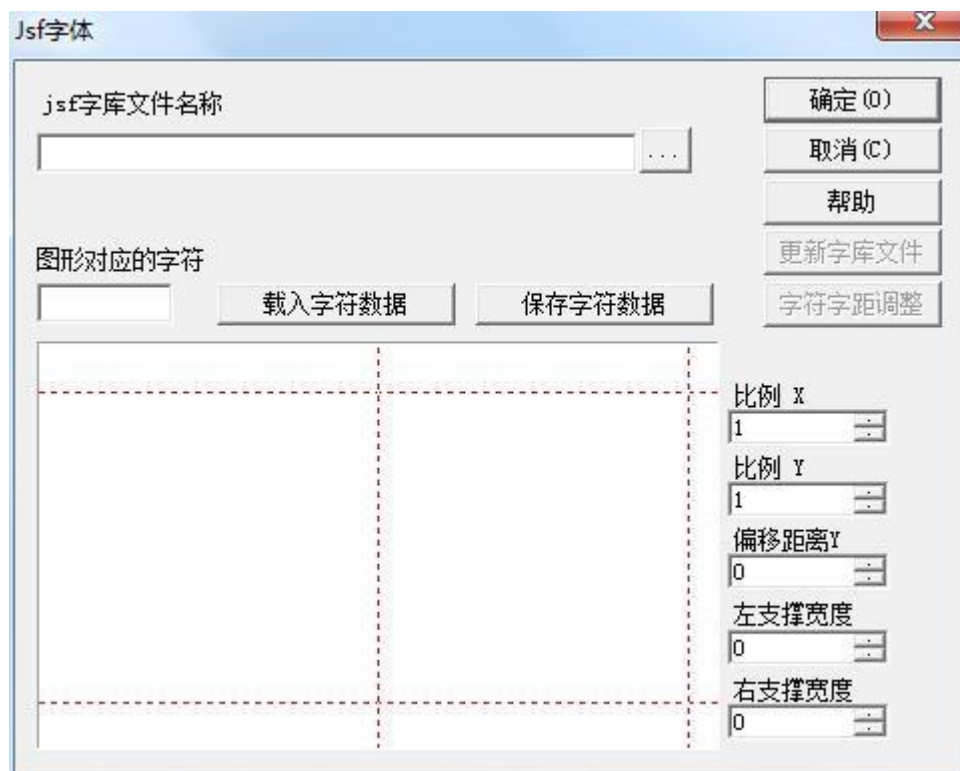 Jsf字体
jsf字库文件名称
...
确定(O)
取消(C)
帮助
更新字库文件
字符字距调整
图形对应的字符
载入字符数据
保存字符数据
比例 X
1
比例 Y
1
偏移距离Y
0
左支撑宽度
0
右支撑宽度
0